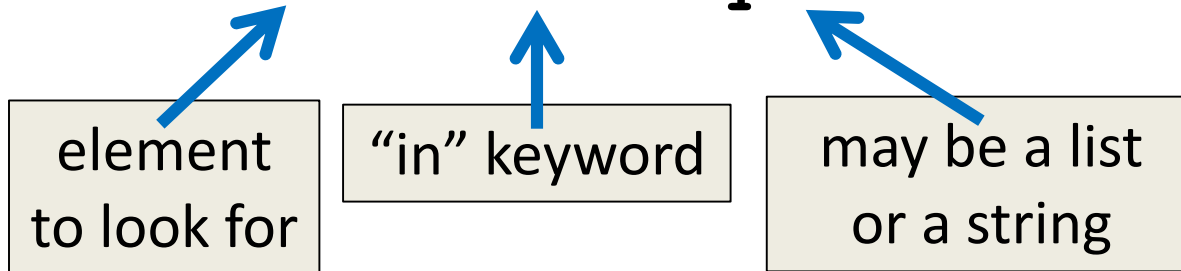 element
to look for
“in” keyword
may be a list
or a string